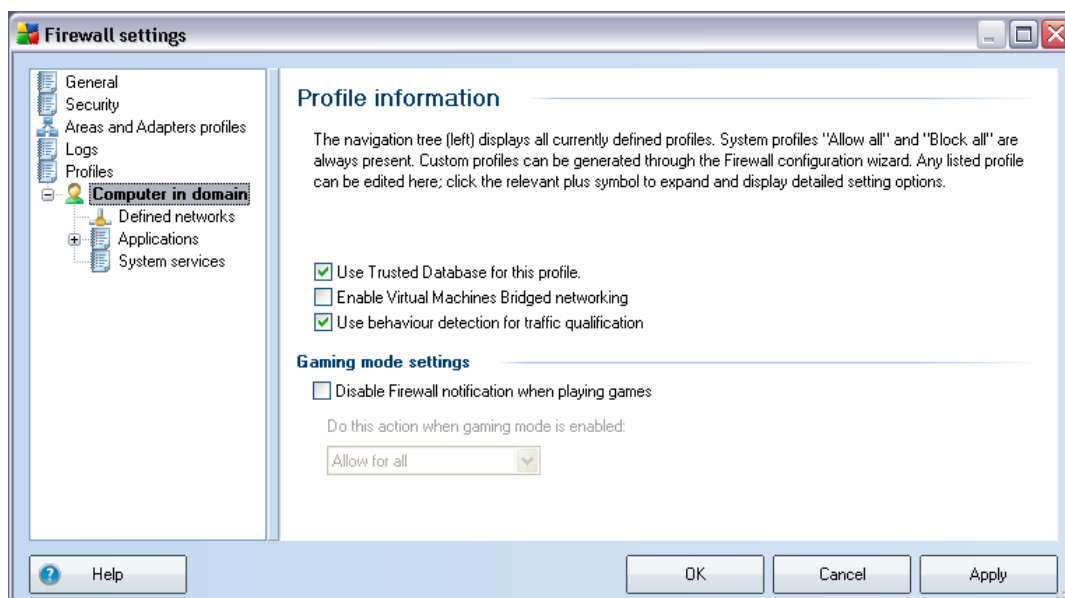 Firewall settings
General
Security
Areas and Adapters profiles
Logs
Profiles
Computer in domain
Defined networks
Applications
System services
Profile information
The navigation tree (left) displays all currently defined profiles. System profiles "Allow all" and "Block all" are
always present. Custom profiles can be generated through the Firewall configuration wizard. Any listed profile
can be edited here; click the relevant plus symbol to expand and display detailed setting options.
Use Trusted Database for this profile.
Enable Virtual Machines Bridged networking
Use behaviour detection for traffic qualification
Gaming mode settings
Disable Firewall notification when playing games
Do this action when gaming mode is enabled:
Allow for all
Help
OK
Cancel
Apply